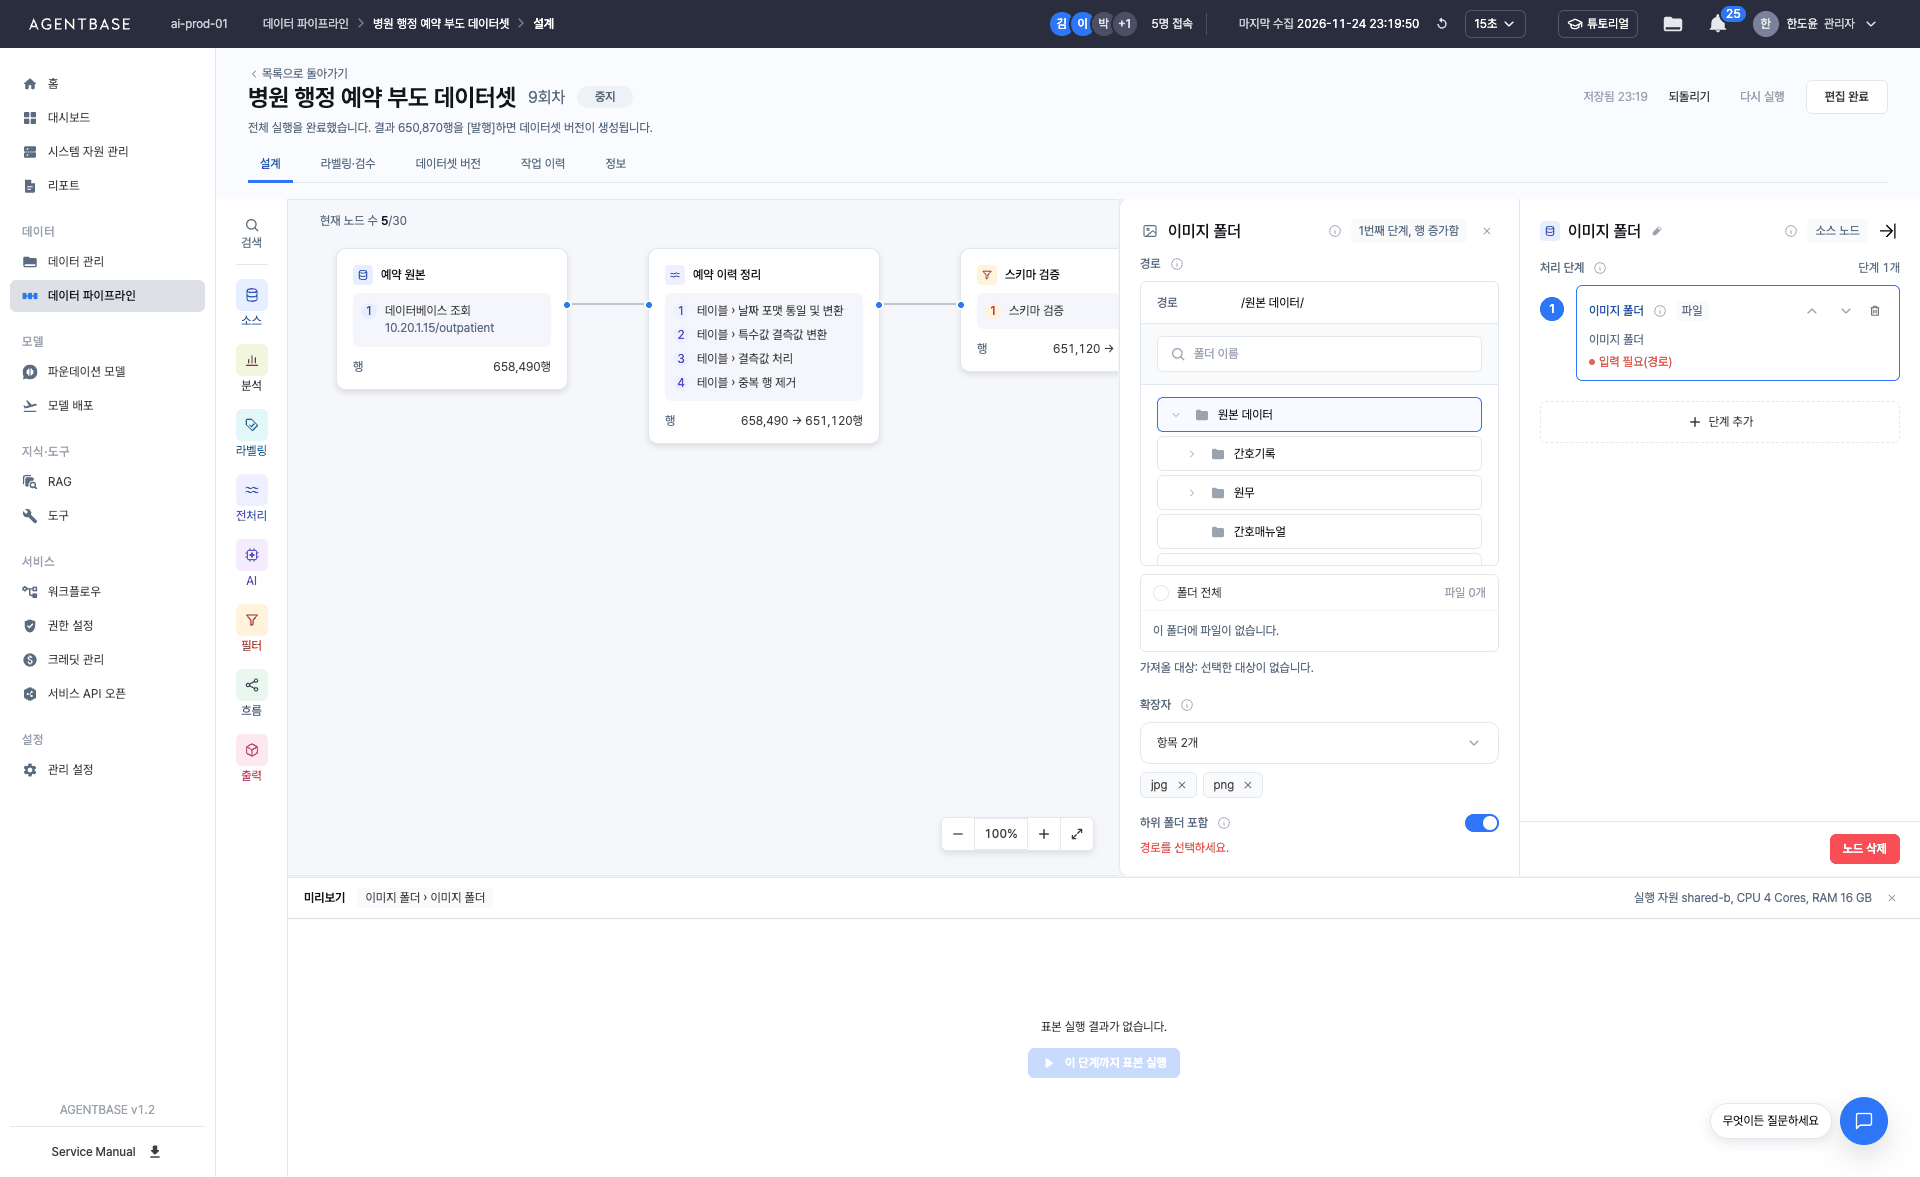 AGENTBASE
ai-prod-01
데이터 파이프라인 > 병원 행정 예약 부도 데이터셋 > 설계
김 이 박 +1 5명 접속
마지막 수집 2026-11-24 23:19:50
15초
튜토리얼
25
한 한도윤 관리자
홈
대시보드
시스템 자원 관리
리포트
데이터
데이터 관리
데이터 파이프라인
모델
파운데이션 모델
모델 배포
지식·도구
RAG
도구
서비스
워크플로우
권한 설정
크레딧 관리
서비스 API 오픈
설정
관리 설정
AGENTBASE v1.2
Service Manual
목록으로 돌아가기
병원 행정 예약 부도 데이터셋 9회차 중지
전체 실행을 완료했습니다. 결과 650,870행을 [발행]하면 데이터셋 버전이 생성됩니다.
저장됨 23:19 되돌리기 다시 실행 편집 완료
설계 라벨링·검수 데이터셋 버전 작업 이력 정보
검색
소스
분석
라벨링
전처리
AI
필터
흐름
출력
현재 노드 수 5/30
예약 원본
1 데이터베이스 조회
10.20.1.15/outpatient
행 658,490행
예약 이력 정리
1 테이블 › 날짜 포맷 통일 및 변환
2 테이블 › 특수값 결측값 변환
3 테이블 › 결측값 처리
4 테이블 › 중복 행 제거
행 658,490 → 651,120행
스키마 검증
1 스키마 검증
행 651,120 →
100%
이미지 폴더
1번째 단계, 행 증가함
경로
경로 /원본 데이터/
폴더 이름
원본 데이터
간호기록
원무
간호매뉴얼
폴더 전체 파일 0개
이 폴더에 파일이 없습니다.
가져올 대상: 선택한 대상이 없습니다.
확장자
항목 2개
jpg png
하위 폴더 포함
경로를 선택하세요.
이미지 폴더
소스 노드
처리 단계 단계 1개
1 이미지 폴더 파일
이미지 폴더
입력 필요(경로)
단계 추가
노드 삭제
미리보기 이미지 폴더 › 이미지 폴더
실행 자원 shared-b, CPU 4 Cores, RAM 16 GB
표본 실행 결과가 없습니다.
이 단계까지 표본 실행
무엇이든 질문하세요